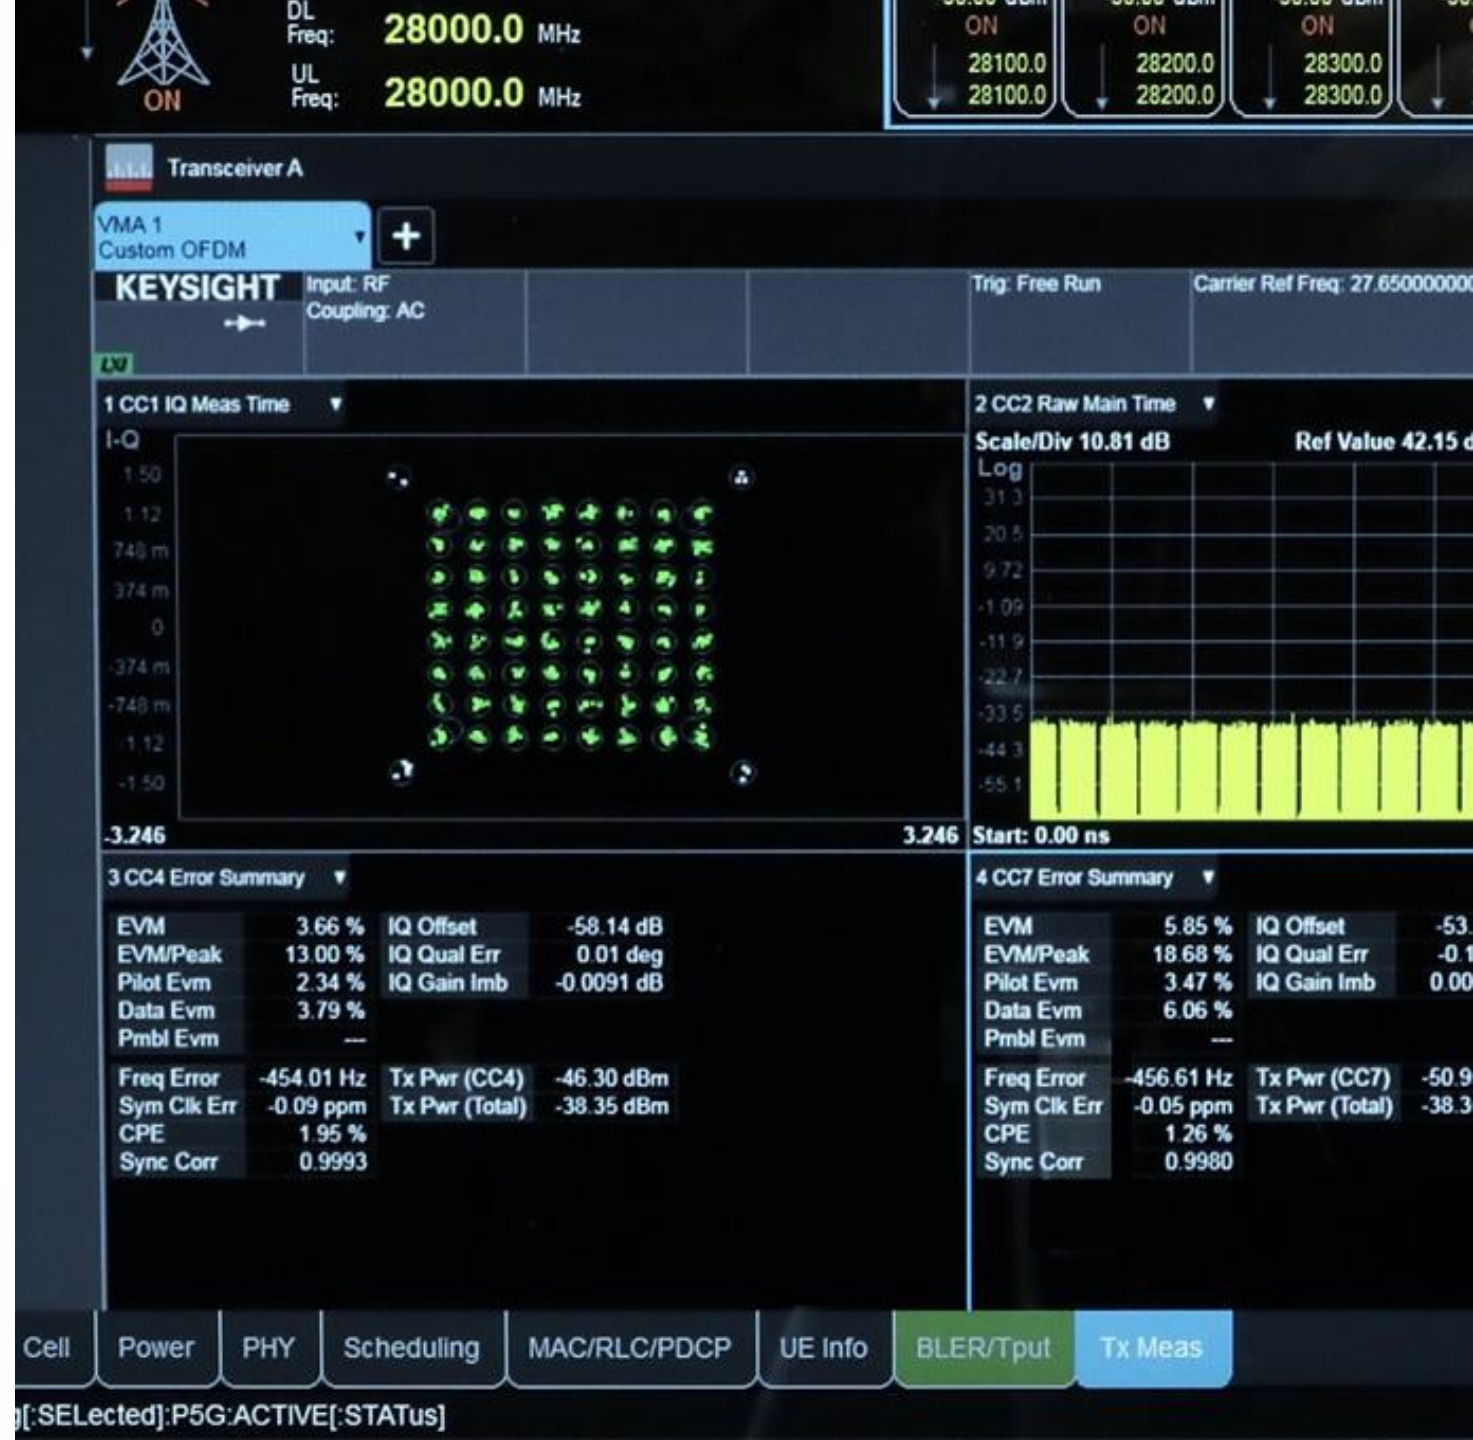 DL
Freq: 28000.0 MHz
UL
Freq: 28000.0 MHz
ON
ON
28100.0
28100.0
ON
28200.0
28200.0
ON
28300.0
28300.0
Transceiver A
VMA 1
Custom OFDM
+
KEYSIGHT
LXI
Input: RF
Coupling: AC
Trig: Free Run
Carrier Ref Freq: 27.650000000
1 CC1 IQ Meas Time
I-Q
1.50
1.12
748 m
374 m
0
-374 m
-748 m
-1.12
-1.50
-3.246 3.246
2 CC2 Raw Main Time
Scale/Div 10.81 dB Ref Value 42.15 d
Log
31.3
20.5
9.72
-1.09
-11.9
-22.7
-33.5
-44.3
-55.1
Start: 0.00 ns
3 CC4 Error Summary
EVM 3.66 % IQ Offset -58.14 dB
EVM/Peak 13.00 % IQ Qual Err 0.01 deg
Pilot Evm 2.34 % IQ Gain Imb -0.0091 dB
Data Evm 3.79 %
Pmbl Evm ---
Freq Error -454.01 Hz Tx Pwr (CC4) -46.30 dBm
Sym Clk Err -0.09 ppm Tx Pwr (Total) -38.35 dBm
CPE 1.95 %
Sync Corr 0.9993
4 CC7 Error Summary
EVM 5.85 % IQ Offset -53.
EVM/Peak 18.68 % IQ Qual Err -0.1
Pilot Evm 3.47 % IQ Gain Imb 0.00
Data Evm 6.06 %
Pmbl Evm ---
Freq Error -456.61 Hz Tx Pwr (CC7) -50.9
Sym Clk Err -0.05 ppm Tx Pwr (Total) -38.3
CPE 1.26 %
Sync Corr 0.9980
Cell Power PHY Scheduling MAC/RLC/PDCP UE Info BLER/Tput Tx Meas
g[:SELected]:P5G:ACTIVE[:STATus]